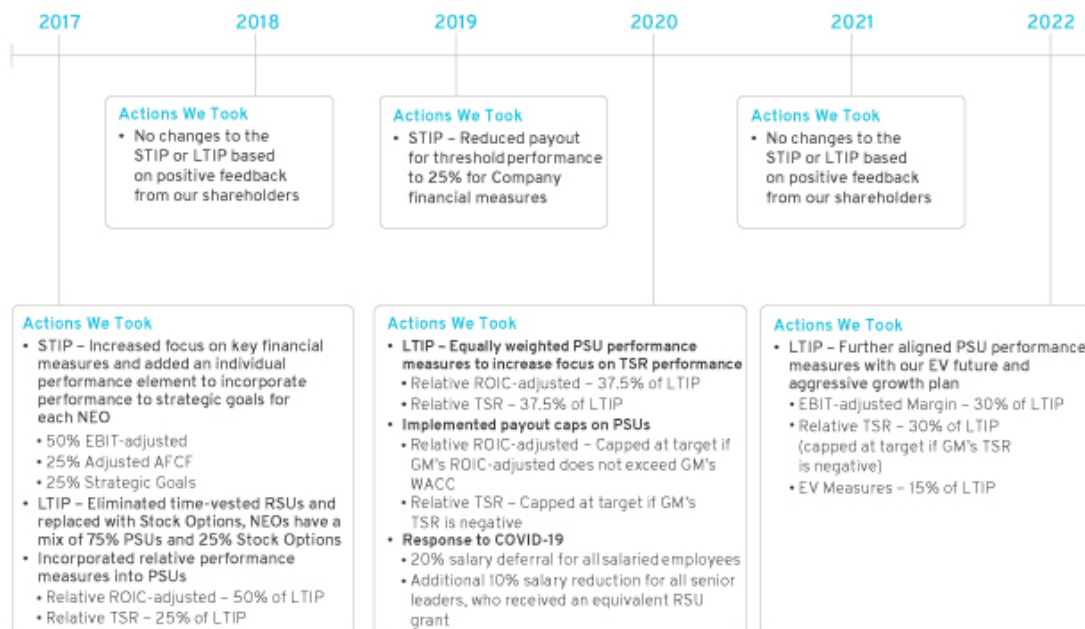 2017 2018 2019 2020 2021 2022
Actions We Took
• No changes to the
STIP or LTIP based
on positive feedback
from our shareholders
Actions We Took
• STIP – Reduced payout
for threshold performance
to 25% for Company
financial measures
Actions We Took
• No changes to the
STIP or LTIP based
on positive feedback
from our shareholders
Actions We Took
• STIP – Increased focus on key financial
measures and added an individual
performance element to incorporate
performance to strategic goals for
each NEO
• 50% EBIT-adjusted
• 25% Adjusted AFCF
• 25% Strategic Goals
• LTIP – Eliminated time-vested RSUs and
replaced with Stock Options, NEOs have a
mix of 75% PSUs and 25% Stock Options
• Incorporated relative performance
measures into PSUs
• Relative ROIC-adjusted – 50% of LTIP
• Relative TSR – 25% of LTIP
Actions We Took
• LTIP – Equally weighted PSU performance
measures to increase focus on TSR performance
• Relative ROIC-adjusted – 37.5% of LTIP
• Relative TSR – 37.5% of LTIP
• Implemented payout caps on PSUs
• Relative ROIC-adjusted – Capped at target if
GM's ROIC-adjusted does not exceed GM's
WACC
• Relative TSR – Capped at target if GM's
TSR is negative
• Response to COVID-19
• 20% salary deferral for all salaried employees
• Additional 10% salary reduction for all senior
leaders, who received an equivalent RSU
grant
Actions We Took
• LTIP – Further aligned PSU performance
measures with our EV future and
aggressive growth plan
• EBIT-adjusted Margin – 30% of LTIP
• Relative TSR – 30% of LTIP
(capped at target if GM's TSR
is negative)
• EV Measures – 15% of LTIP